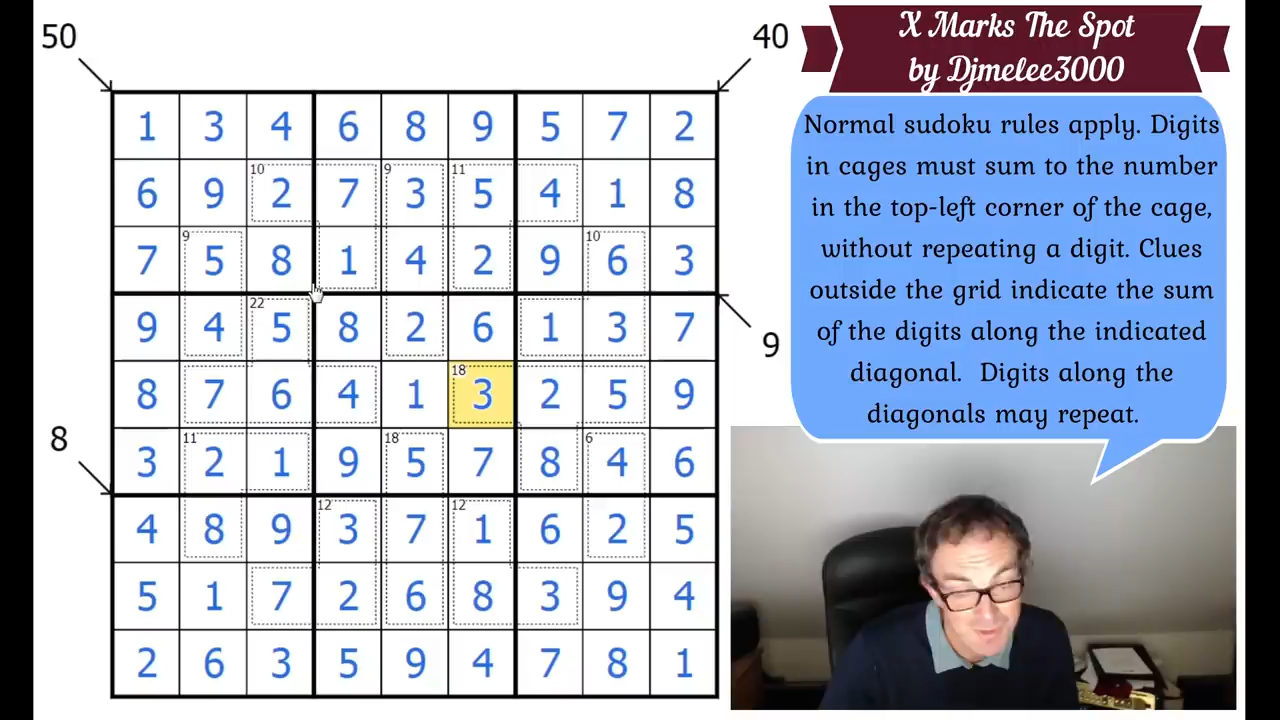 X Marks The Spot
by Djmelee3000
Normal sudoku rules apply. Digits
in cages must sum to the number
in the top-left corner of the cage,
without repeating a digit. Clues
outside the grid indicate the sum
of the digits along the indicated
diagonal. Digits along the
diagonals may repeat.
50
40
1 3 4 6 8 9 5 7 2
10 9 11
6 9 2 7 3 5 4 1 8
9 10
7 5 8 1 4 2 9 6 3
22
9 4 5 8 2 6 1 3 7
9
18
8 7 6 4 1 3 2 5 9
8
11 18 6
3 2 1 9 5 7 8 4 6
12 12
4 8 9 3 7 1 6 2 5
5 1 7 2 6 8 3 9 4
2 6 3 5 9 4 7 8 1